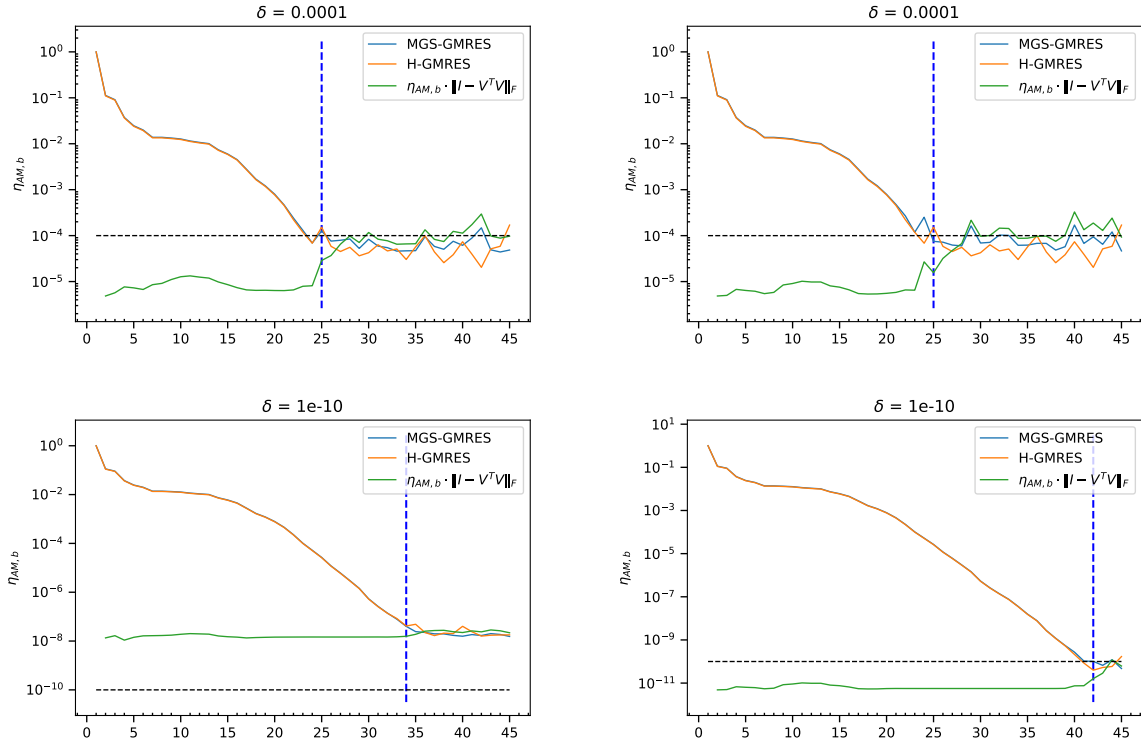 δ = 0.0001
MGS-GMRES
H-GMRES
η_{AM,b} · ‖I − V^T V‖_F
η_{AM,b}
10^0
10^{-1}
10^{-2}
10^{-3}
10^{-4}
10^{-5}
0 5 10 15 20 25 30 35 40 45
δ = 0.0001
MGS-GMRES
H-GMRES
η_{AM,b} · ‖I − V^T V‖_F
η_{AM,b}
10^0
10^{-1}
10^{-2}
10^{-3}
10^{-4}
10^{-5}
0 5 10 15 20 25 30 35 40 45
δ = 1e-10
MGS-GMRES
H-GMRES
η_{AM,b} · ‖I − V^T V‖_F
η_{AM,b}
10^0
10^{-2}
10^{-4}
10^{-6}
10^{-8}
10^{-10}
0 5 10 15 20 25 30 35 40 45
δ = 1e-10
MGS-GMRES
H-GMRES
η_{AM,b} · ‖I − V^T V‖_F
η_{AM,b}
10^1
10^{-1}
10^{-3}
10^{-5}
10^{-7}
10^{-9}
10^{-11}
0 5 10 15 20 25 30 35 40 45